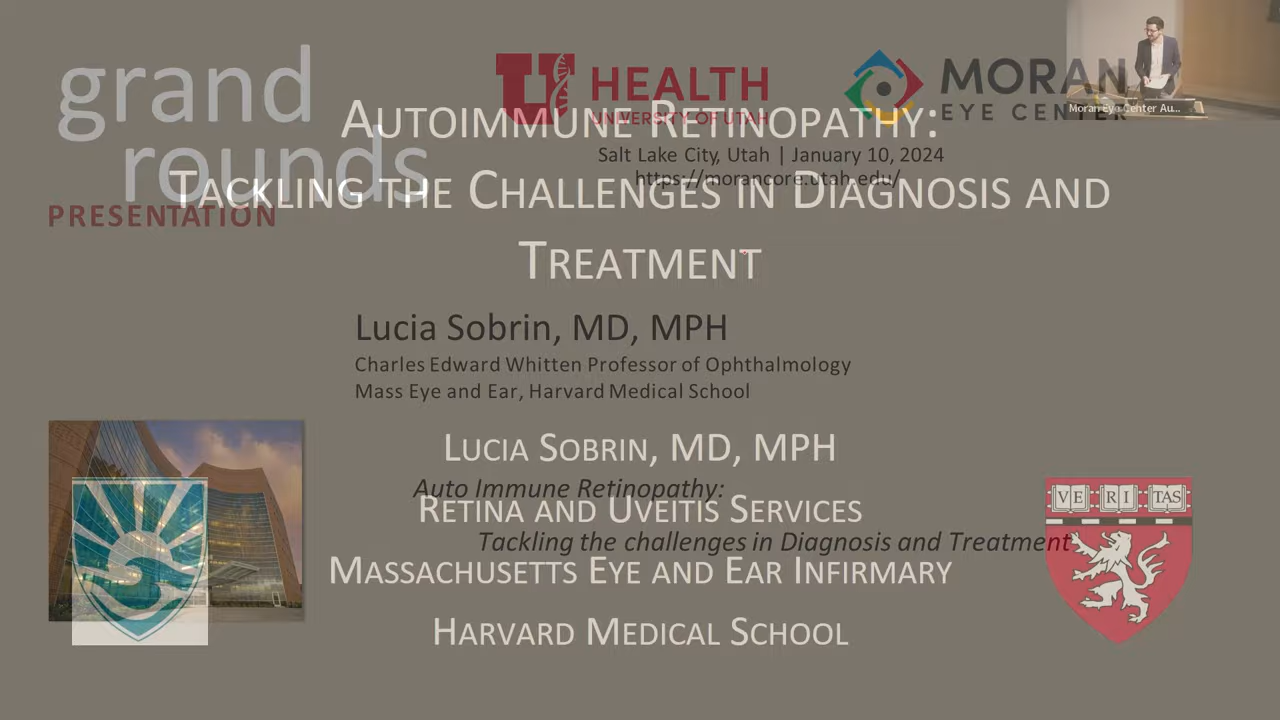 grand
rounds
PRESENTATION
HEALTH
UNIVERSITY OF UTAH
MORAN
EYE CENTER
Moran Eye Center Au...
Salt Lake City, Utah | January 10, 2024
https://morancore.utah.edu/
AUTOIMMUNE RETINOPATHY:
TACKLING THE CHALLENGES IN DIAGNOSIS AND
TREATMENT
Lucia Sobrin, MD, MPH
Charles Edward Whitten Professor of Ophthalmology
Mass Eye and Ear, Harvard Medical School
LUCIA SOBRIN, MD, MPH
Auto Immune Retinopathy:
RETINA AND UVEITIS SERVICES
Tackling the challenges in Diagnosis and Treatment
MASSACHUSETTS EYE AND EAR INFIRMARY
HARVARD MEDICAL SCHOOL
VE RI TAS